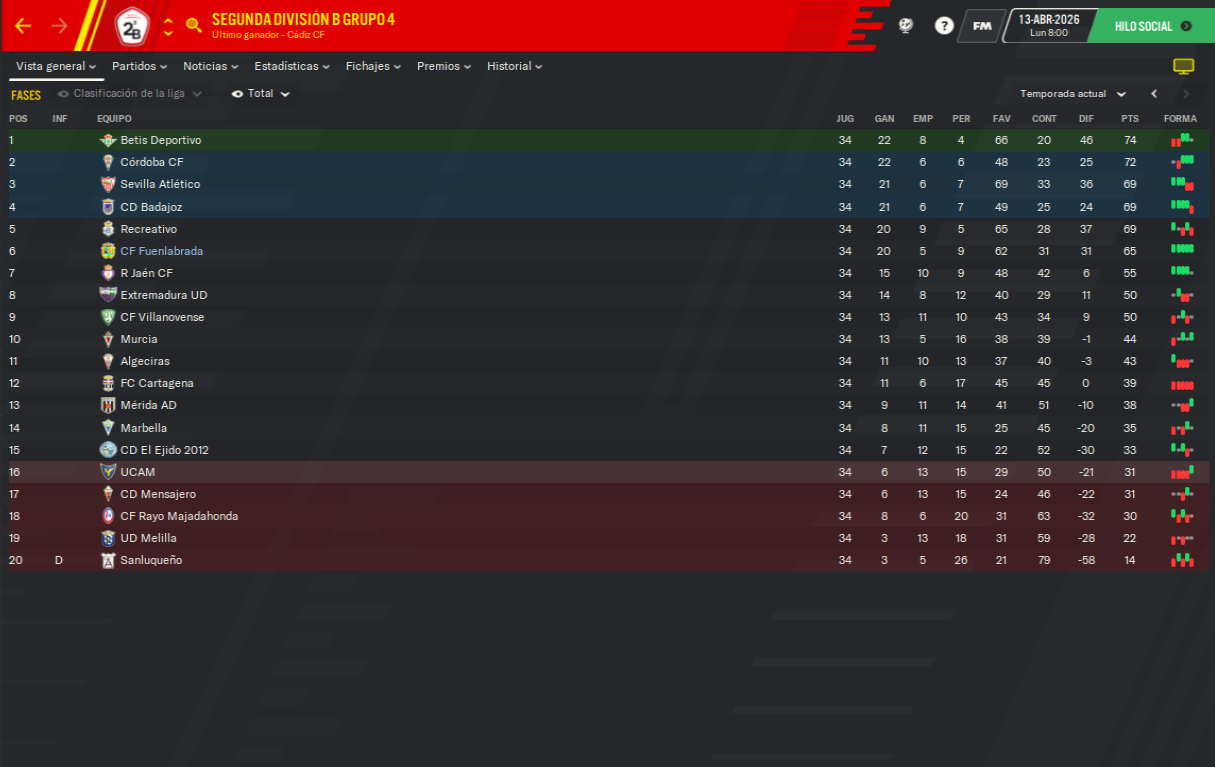 SEGUNDA DIVISIÓN B GRUPO 4
Último ganador - Cádiz CF
2ª B
?
FM
13-ABR-2026
Lun 8:00
HILO SOCIAL
Vista general Partidos Noticias Estadísticas Fichajes Premios Historial
FASES Clasificación de la liga Total Temporada actual
POS INF EQUIPO JUG GAN EMP PER FAV CONT DIF PTS FORMA
1 Betis Deportivo 34 22 8 4 66 20 46 74
2 Córdoba CF 34 22 6 6 48 23 25 72
3 Sevilla Atlético 34 21 6 7 69 33 36 69
4 CD Badajoz 34 21 6 7 49 25 24 69
5 Recreativo 34 20 9 5 65 28 37 69
6 CF Fuenlabrada 34 20 5 9 62 31 31 65
7 R Jaén CF 34 15 10 9 48 42 6 55
8 Extremadura UD 34 14 8 12 40 29 11 50
9 CF Villanovense 34 13 11 10 43 34 9 50
10 Murcia 34 13 5 16 38 39 -1 44
11 Algeciras 34 11 10 13 37 40 -3 43
12 FC Cartagena 34 11 6 17 45 45 0 39
13 Mérida AD 34 9 11 14 41 51 -10 38
14 Marbella 34 8 11 15 25 45 -20 35
15 CD El Ejido 2012 34 7 12 15 22 52 -30 33
16 UCAM 34 6 13 15 29 50 -21 31
17 CD Mensajero 34 6 13 15 24 46 -22 31
18 CF Rayo Majadahonda 34 8 6 20 31 63 -32 30
19 UD Melilla 34 3 13 18 31 59 -28 22
20 D Sanluqueño 34 3 5 26 21 79 -58 14